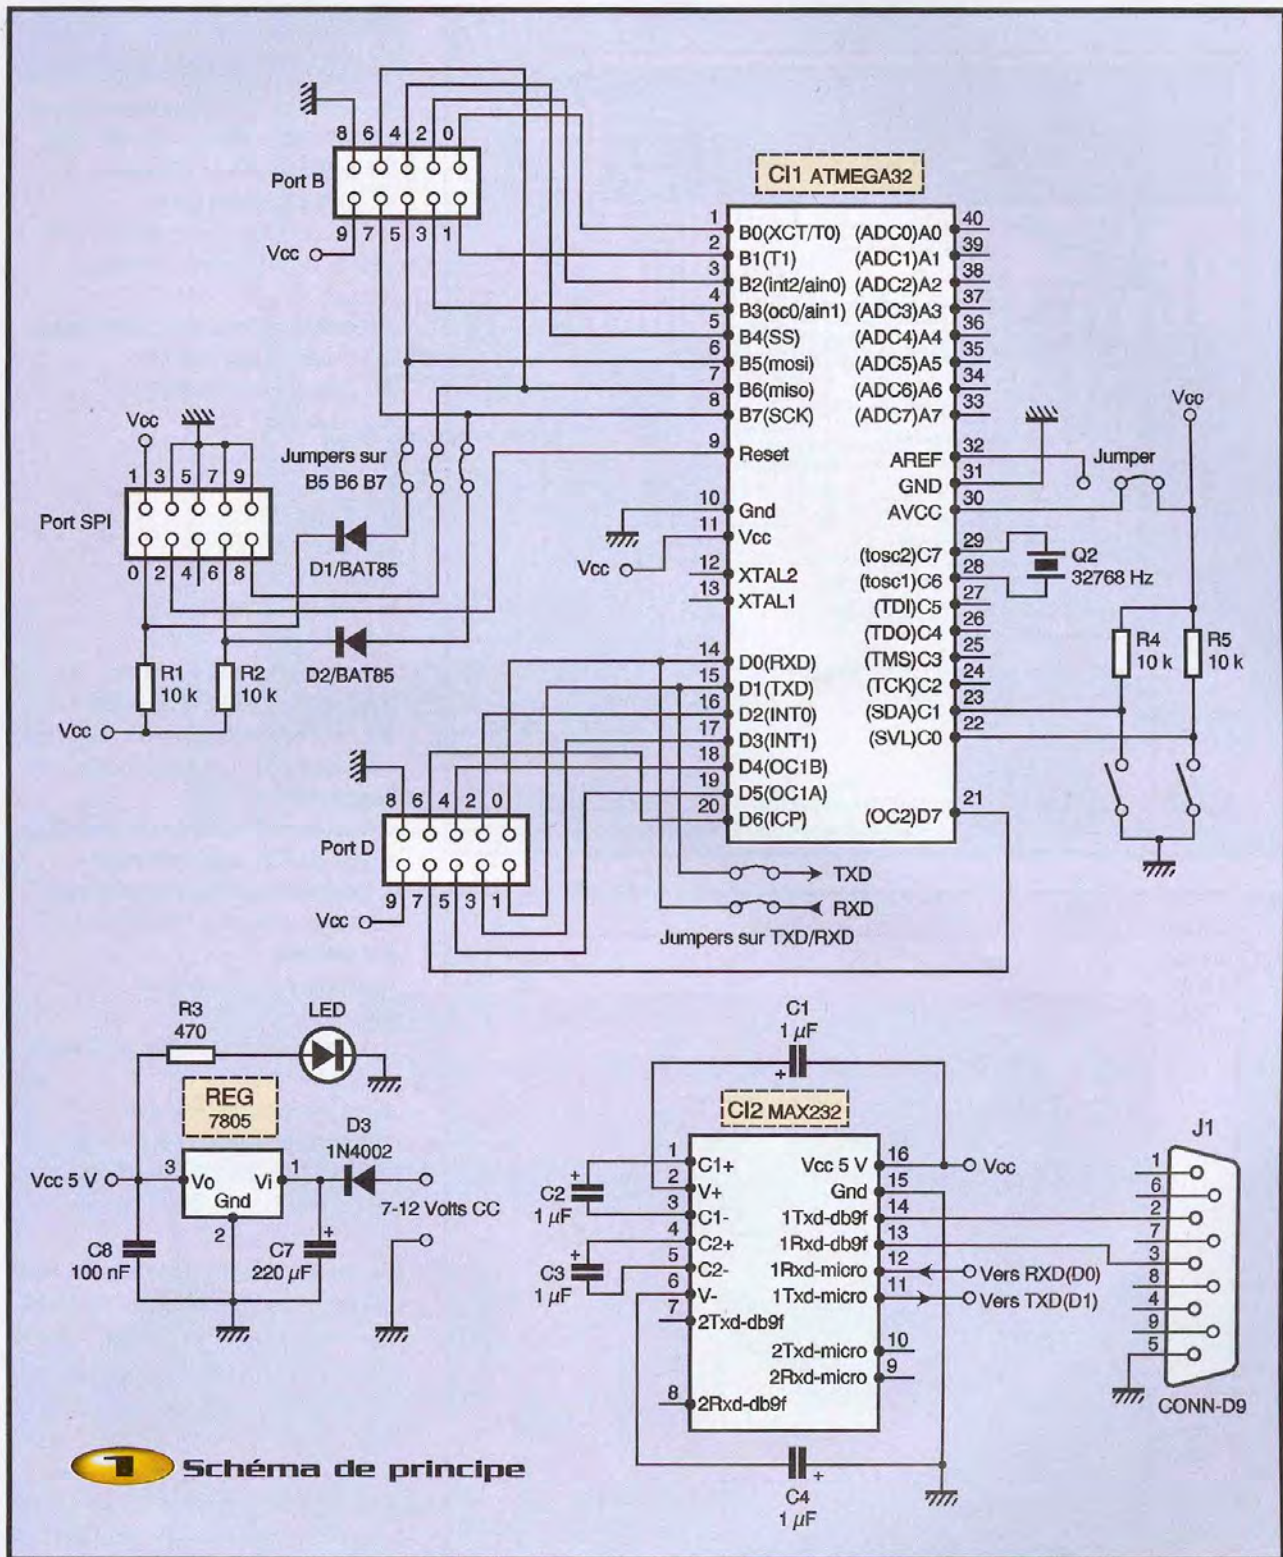 8 6 4 2 0
Port B
9 7 5 3 1
Vcc
CI1 ATMEGA32
1 B0(XCT/T0) (ADC0)A0 40
2 B1(T1) (ADC1)A1 39
3 B2(int2/ain0) (ADC2)A2 38
4 B3(oc0/ain1) (ADC3)A3 37
5 B4(SS) (ADC4)A4 36
6 B5(mosi) (ADC5)A5 35
7 B6(miso) (ADC6)A6 34
8 B7(SCK) (ADC7)A7 33
9 Reset AREF 32
GND 31
10 Gnd AVCC 30
11 Vcc (tosc2)C7 29
12 XTAL2 (tosc1)C6 28
13 XTAL1 (TDI)C5 27
(TDO)C4 26
14 D0(RXD) (TMS)C3 25
15 D1(TXD) (TCK)C2 24
16 D2(INT0) (SDA)C1 23
17 D3(INT1) (SVL)C0 22
18 D4(OC1B)
19 D5(OC1A)
20 D6(ICP) (OC2)D7 21
Vcc
Jumper
Q2
32768 Hz
R4
10 k
R5
10 k
Vcc
Vcc
1 3 5 7 9
Port SPI
0 2 4 6 8
Jumpers sur
B5 B6 B7
D1/BAT85
D2/BAT85
R1
10 k
R2
10 k
Vcc
8 6 4 2 0
Port D
9 7 5 3 1
Vcc
TXD
RXD
Jumpers sur TXD/RXD
R3
470
LED
REG
7805
D3
1N4002
Vcc 5 V
3 Vo Vi 1
Gnd
2
7-12 Volts CC
C8
100 nF
C7
220 µF
+
C1
1 µF
+
CI2 MAX232
1 C1+ Vcc 5 V 16
2 V+ Gnd 15
3 C1- 1Txd-db9f 14
4 C2+ 1Rxd-db9f 13
5 C2- 1Rxd-micro 12
6 V- 1Txd-micro 11
7 2Txd-db9f
2Txd-micro 10
2Rxd-micro 9
8 2Rxd-db9f
C2
1 µF
+
C3
1 µF
+
Vcc
Vers RXD(D0)
Vers TXD(D1)
C4
1 µF
+
J1
1
6
2
7
3
8
4
9
5
CONN-D9
1 Schéma de principe